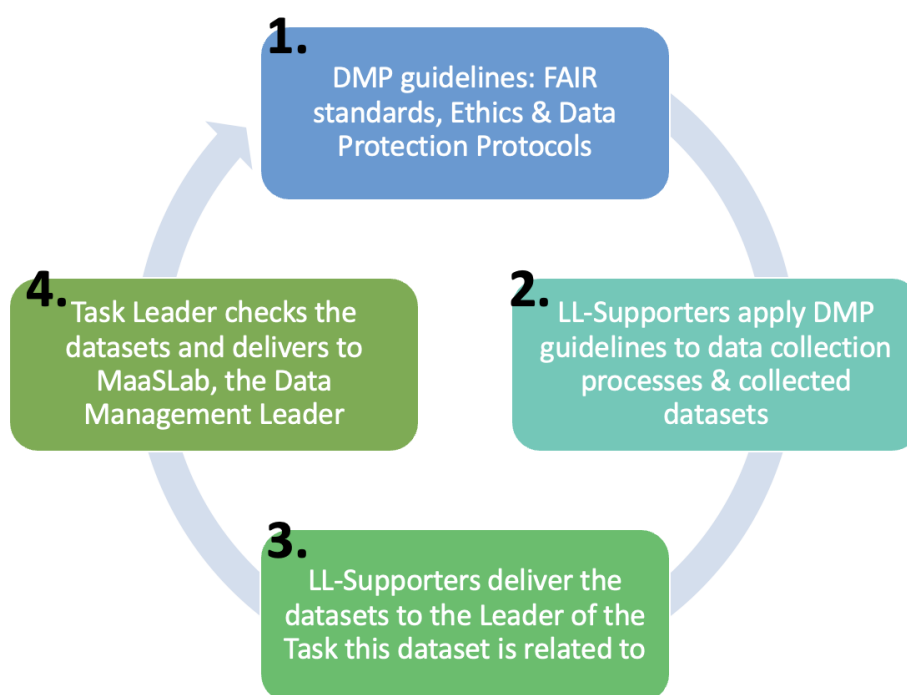 1.
DMP guidelines: FAIR
standards, Ethics & Data
Protection Protocols
2.
LL-Supporters apply DMP
guidelines to data collection
processes & collected
datasets
3.
LL-Supporters deliver the
datasets to the Leader of the
Task this dataset is related to
4.
Task Leader checks the
datasets and delivers to
MaaSLab, the Data
Management Leader